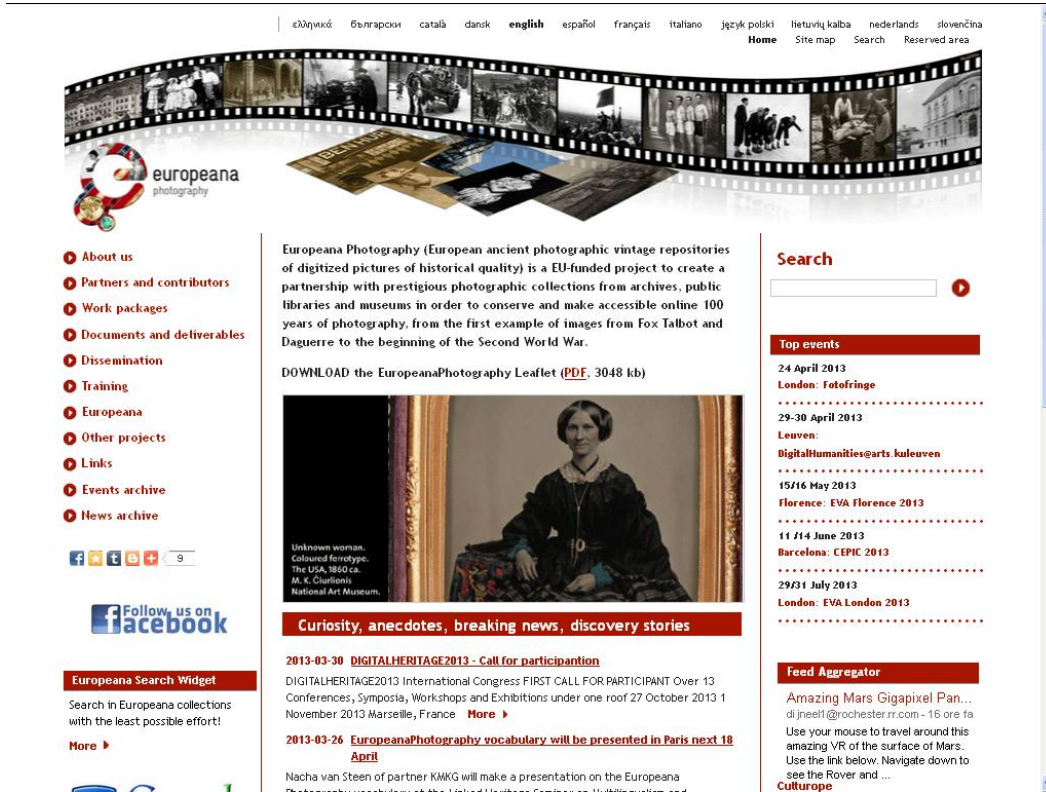 ελληνικά български català dansk english español français italiano język polski lietuvių kalba nederlands slovenčina
Home Site map Search Reserved area
BEN HUR
europeana
photography
About us
Partners and contributors
Work packages
Documents and deliverables
Dissemination
Training
Europeana
Other projects
Links
Events archive
News archive
9
Follow us on
facebook
Europeana Search Widget
Search in Europeana collections
with the least possible effort!
More
Europeana Photography (European ancient photographic vintage repositories
of digitized pictures of historical quality) is a EU-funded project to create a
partnership with prestigious photographic collections from archives, public
libraries and museums in order to conserve and make accessible online 100
years of photography, from the first example of images from Fox Talbot and
Daguerre to the beginning of the Second World War.
DOWNLOAD the EuropeanaPhotography Leaflet (PDF, 3048 kb)
Unknown woman.
Coloured ferrotype.
The USA, 1860 ca.
M. K. Čiurlionis
National Art Museum.
Curiosity, anecdotes, breaking news, discovery stories
2013-03-30 DIGITALHERITAGE2013 - Call for participantion
DIGITALHERITAGE2013 International Congress FIRST CALL FOR PARTICIPANT Over 13
Conferences, Symposia, Workshops and Exhibitions under one roof 27 October 2013 1
November 2013 Marseille, France More
2013-03-26 EuropeanaPhotography vocabulary will be presented in Paris next 18
April
Nacha van Steen of partner KMKG will make a presentation on the Europeana
Photography vocabulary at the Linked Heritage Seminar on Multilingualism and
Search
Top events
24 April 2013
London: Fotofringe
29-30 April 2013
Leuven:
DigitalHumanities@arts.kuleuven
15/16 May 2013
Florence: EVA Florence 2013
11 /14 June 2013
Barcelona: CEPIC 2013
29/31 July 2013
London: EVA London 2013
Feed Aggregator
Amazing Mars Gigapixel Pan...
di jneel1@rochester.rr.com - 16 ore fa
Use your mouse to travel around this
amazing VR of the surface of Mars.
Use the link below. Navigate down to
see the Rover and ...
Culturope